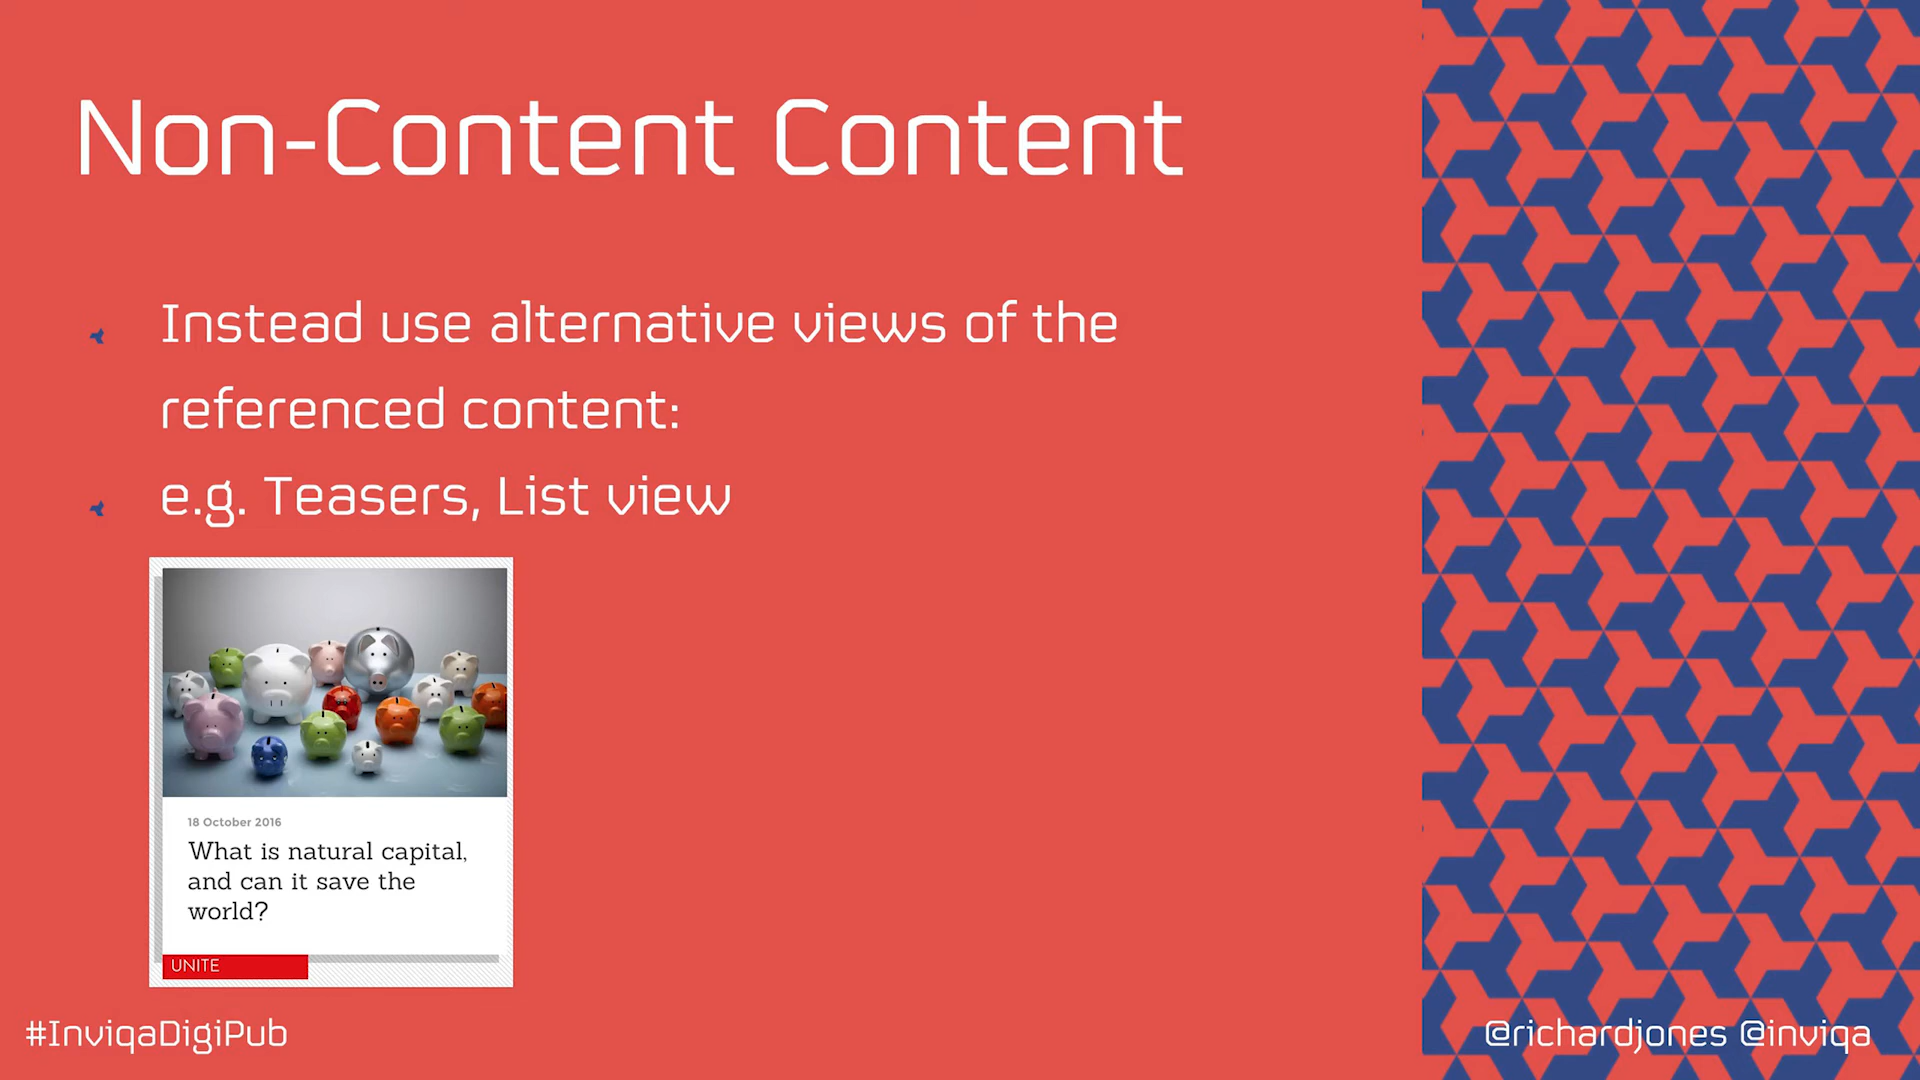 Non-Content Content
Instead use alternative views of the
referenced content:
e.g. Teasers, List view
18 October 2016
What is natural capital,
and can it save the
world?
UNITE
#InviqaDigiPub
@richardjones @inviqa